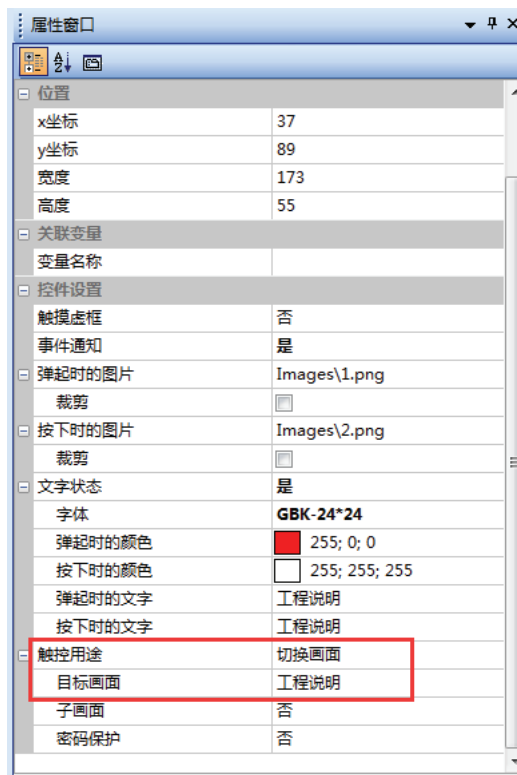 属性窗口
位置
x坐标 37
y坐标 89
宽度 173
高度 55
关联变量
变量名称
控件设置
触摸虚框 否
事件通知 是
弹起时的图片 Images\1.png
裁剪
按下时的图片 Images\2.png
裁剪
文字状态 是
字体 GBK-24*24
弹起时的颜色 255; 0; 0
按下时的颜色 255; 255; 255
弹起时的文字 工程说明
按下时的文字 工程说明
触控用途 切换画面
目标画面 工程说明
子画面 否
密码保护 否